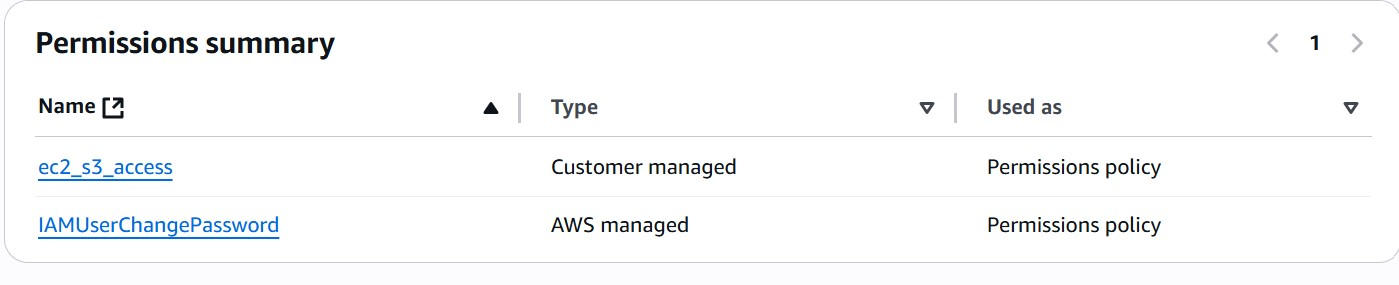 Permissions summary
1
Name Type Used as
ec2_s3_access Customer managed Permissions policy
IAMUserChangePassword AWS managed Permissions policy